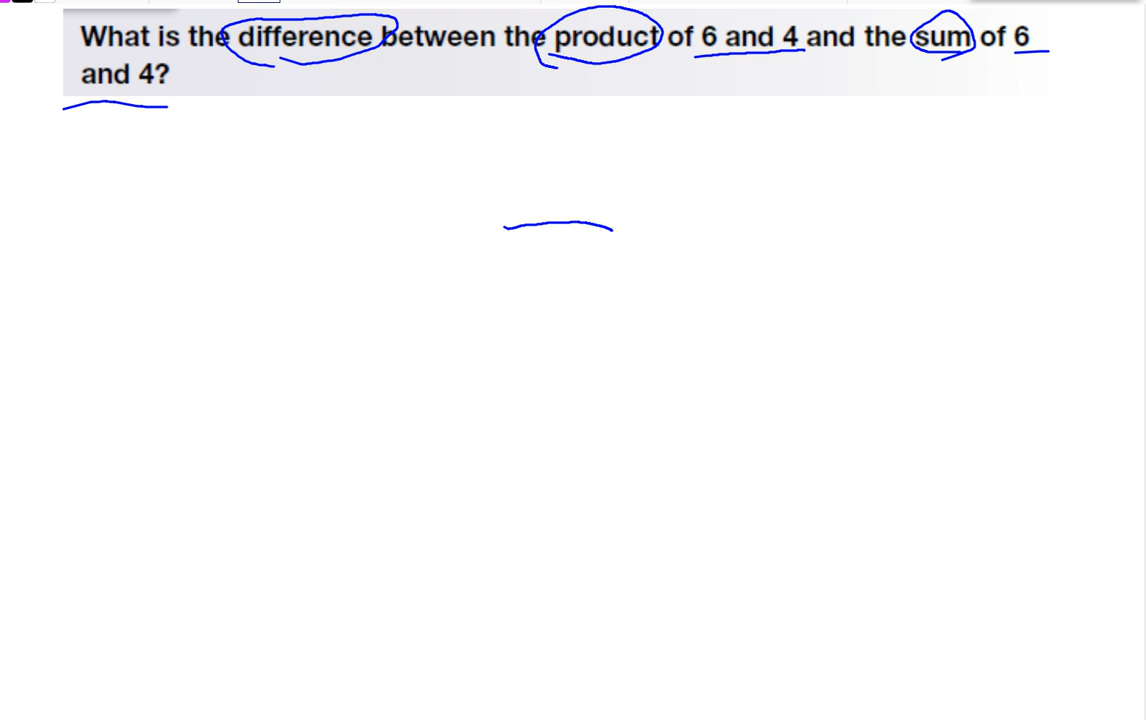 What is the difference between the product of 6 and 4 and the sum of 6
and 4?